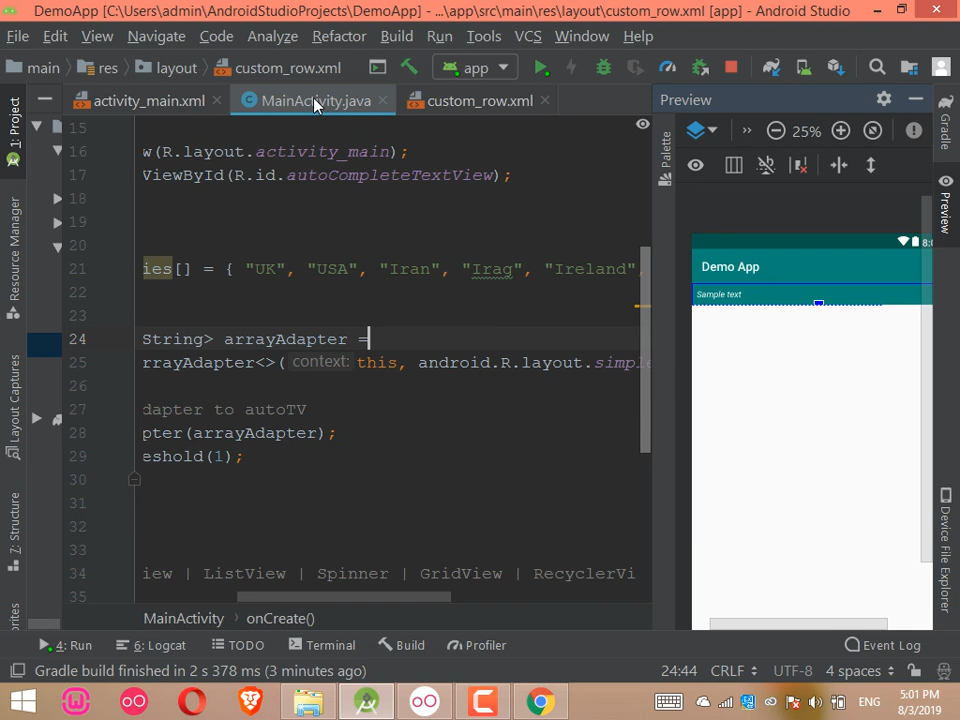 DemoApp [C:\Users\admin\AndroidStudioProjects\DemoApp] - ...\app\src\main\res\layout\custom_row.xml [app] - Android Studio
File Edit View Navigate Code Analyze Refactor Build Run Tools VCS Window Help
main res layout custom_row.xml app
activity_main.xml MainActivity.java custom_row.xml Preview
25%
1: Project
Resource Manager
Layout Captures
7: Structure
Palette
Gradle
Preview
Device File Explorer
15
16 w(R.layout.activity_main);
17 ViewById(R.id.autoCompleteTextView);
18
19
20
21 ies[] = { "UK", "USA", "Iran", "Iraq", "Ireland",
22
23
24 String> arrayAdapter =
25 rrayAdapter<>( context: this, android.R.layout.simpl
26
27 dapter to autoTV
28 pter(arrayAdapter);
29 eshold(1);
30
31
32
33
34 iew | ListView | Spinner | GridView | RecyclerVi
35
Demo App
Sample text
MainActivity onCreate()
4: Run 6: Logcat TODO Terminal Build Profiler Event Log
Gradle build finished in 2 s 378 ms (3 minutes ago) 24:44 CRLF UTF-8 4 spaces
ENG 5:01 PM
8/3/2019